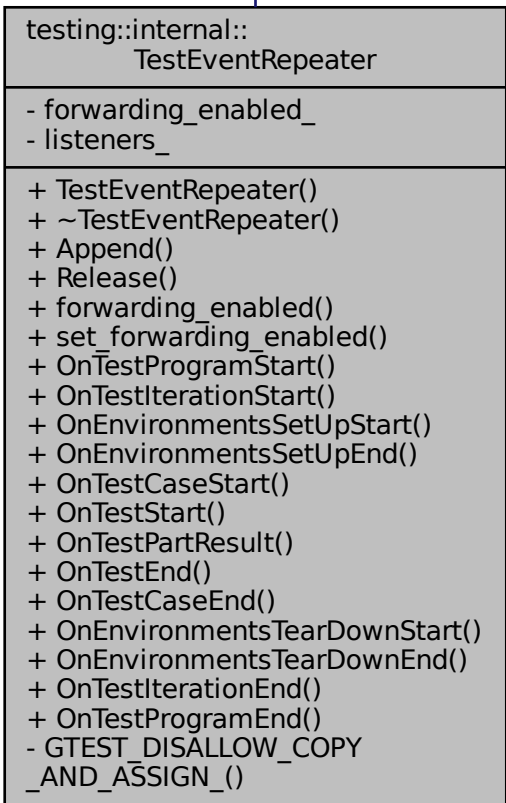 testing::internal::
TestEventRepeater
- forwarding_enabled_
- listeners_
+ TestEventRepeater()
+ ~TestEventRepeater()
+ Append()
+ Release()
+ forwarding_enabled()
+ set_forwarding_enabled()
+ OnTestProgramStart()
+ OnTestIterationStart()
+ OnEnvironmentsSetUpStart()
+ OnEnvironmentsSetUpEnd()
+ OnTestCaseStart()
+ OnTestStart()
+ OnTestPartResult()
+ OnTestEnd()
+ OnTestCaseEnd()
+ OnEnvironmentsTearDownStart()
+ OnEnvironmentsTearDownEnd()
+ OnTestIterationEnd()
+ OnTestProgramEnd()
- GTEST_DISALLOW_COPY
_AND_ASSIGN_()